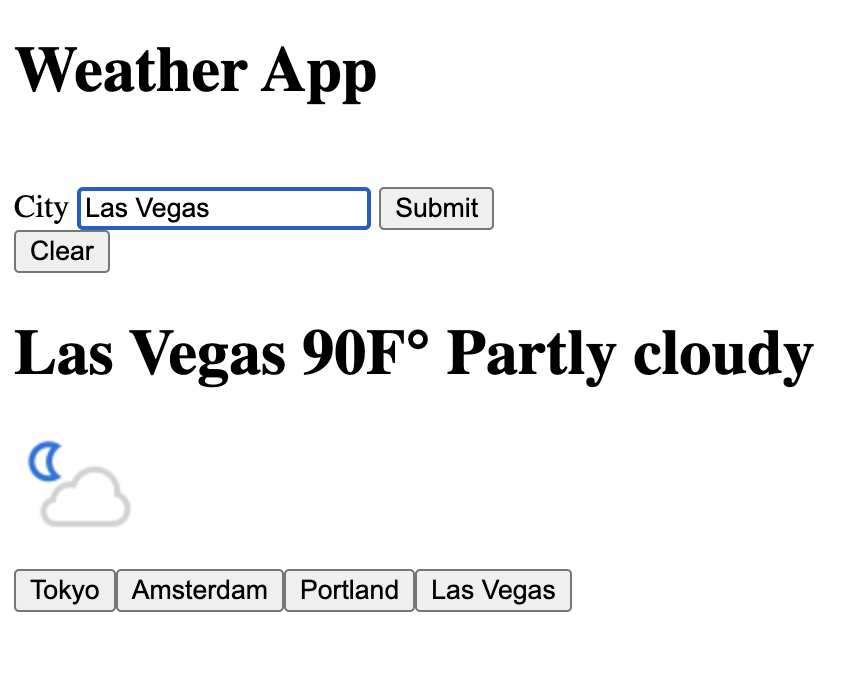 Weather App
City Las Vegas Submit
Clear
Las Vegas 90F° Partly cloudy
Tokyo Amsterdam Portland Las Vegas